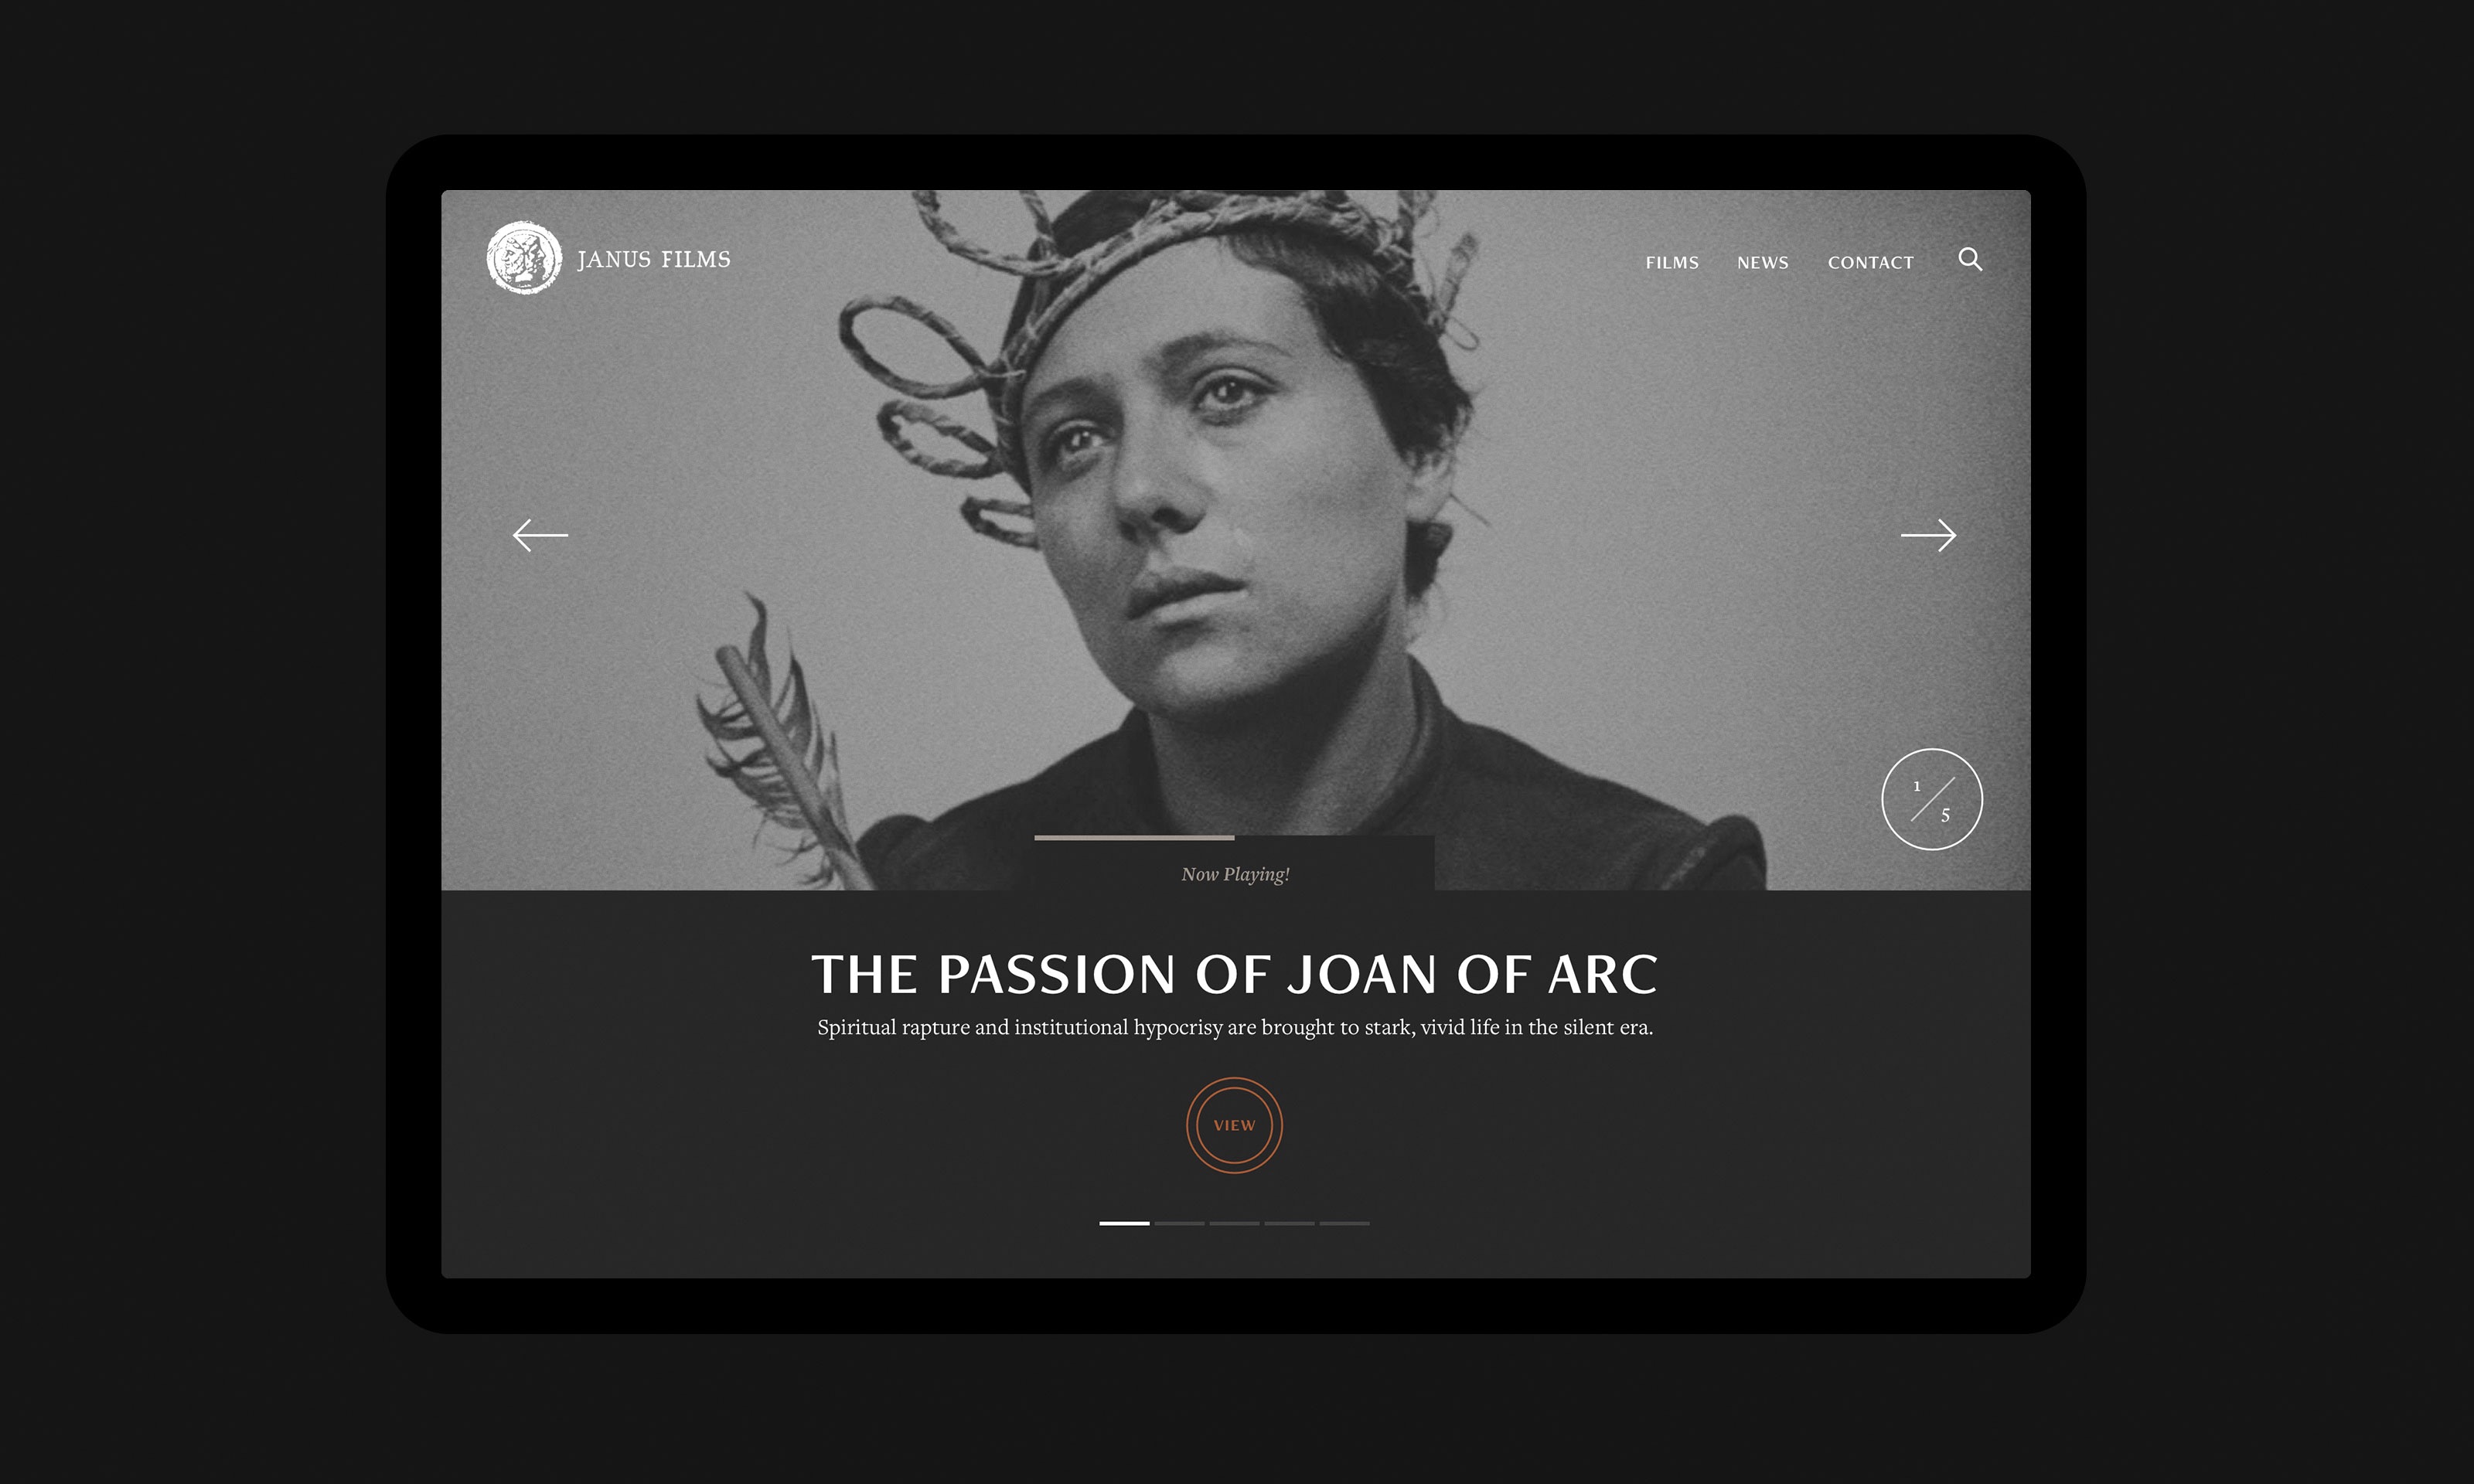 JANUS FILMS
FILMS NEWS CONTACT
1/5
Now Playing!
THE PASSION OF JOAN OF ARC
Spiritual rapture and institutional hypocrisy are brought to stark, vivid life in the silent era.
VIEW